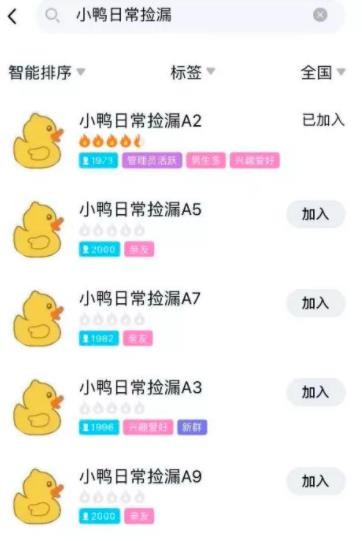 小鸭日常捡漏
智能排序 标签 全国
小鸭日常捡漏A2 已加入
1973 管理员活跃 男生多 兴趣爱好
小鸭日常捡漏A5 加入
2000 亲友
小鸭日常捡漏A7 加入
1982 亲友
小鸭日常捡漏A3 加入
1996 兴趣爱好 新群
小鸭日常捡漏A9 加入
2000 亲友